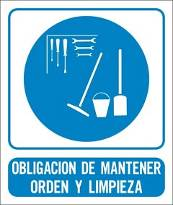 OBLIGACION DE MANTENER
ORDEN Y LIMPIEZA